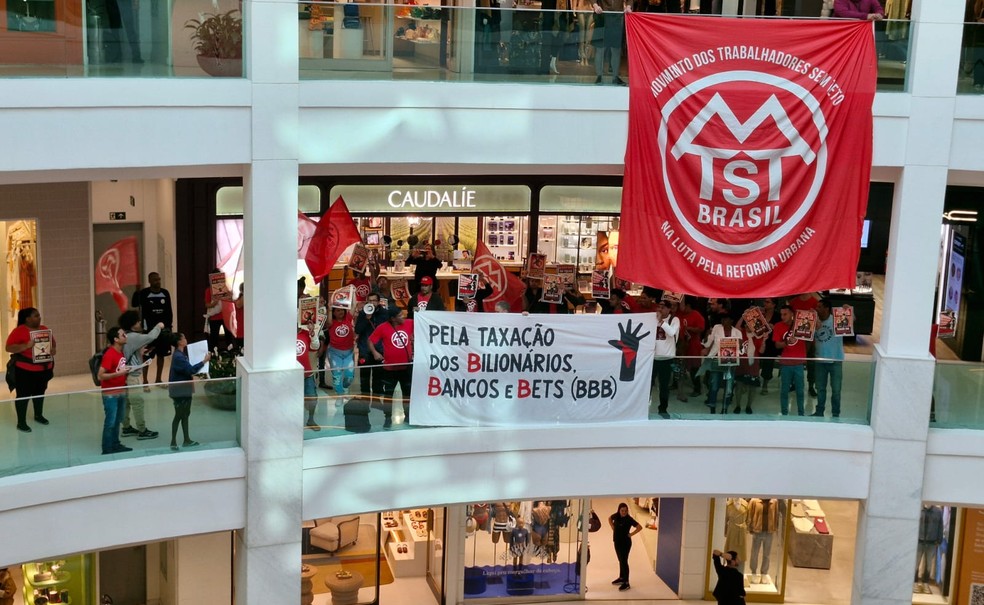 MOVIMENTO DOS TRABALHADORES SEM TETO
MTST
BRASIL
NA LUTA PELA REFORMA URBANA
CAUDALÍE
PELA TAXAÇÃO
DOS BILIONÁRIOS,
BANCOS E BETS (BBB)